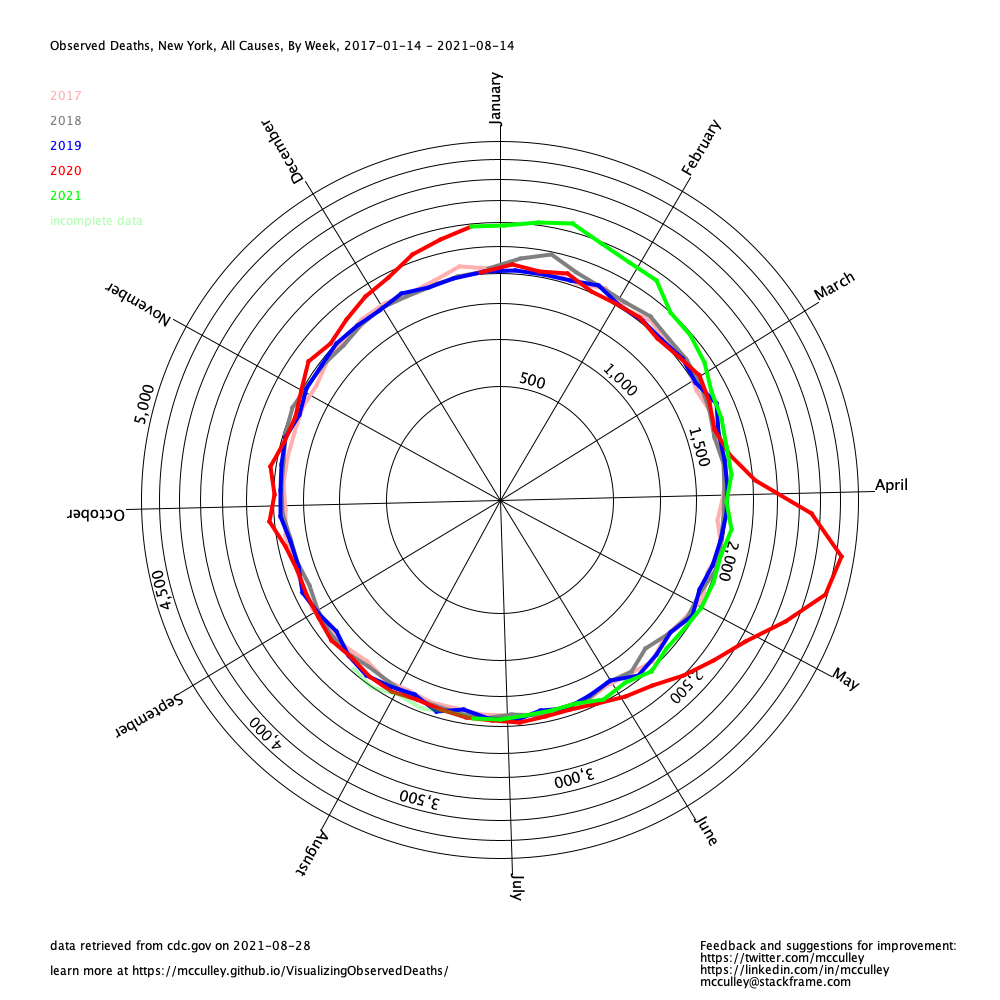 Observed Deaths, New York, All Causes, By Week, 2017-01-14 - 2021-08-14
January
February
December
2017
2018
2019
2020
2021
incomplete data
March
November
500
1,000
5,000
1,500
April
October
2,000
4,500
May
2,500
September
4,000
3,000
3,500
June
August
July
data retrieved from cdc.gov on 2021-08-28
learn more at https://mcculley.github.io/VisualizingObservedDeaths/
Feedback and suggestions for improvement:
https://twitter.com/mcculley
https://linkedin.com/in/mcculley
mcculley@stackframe.com